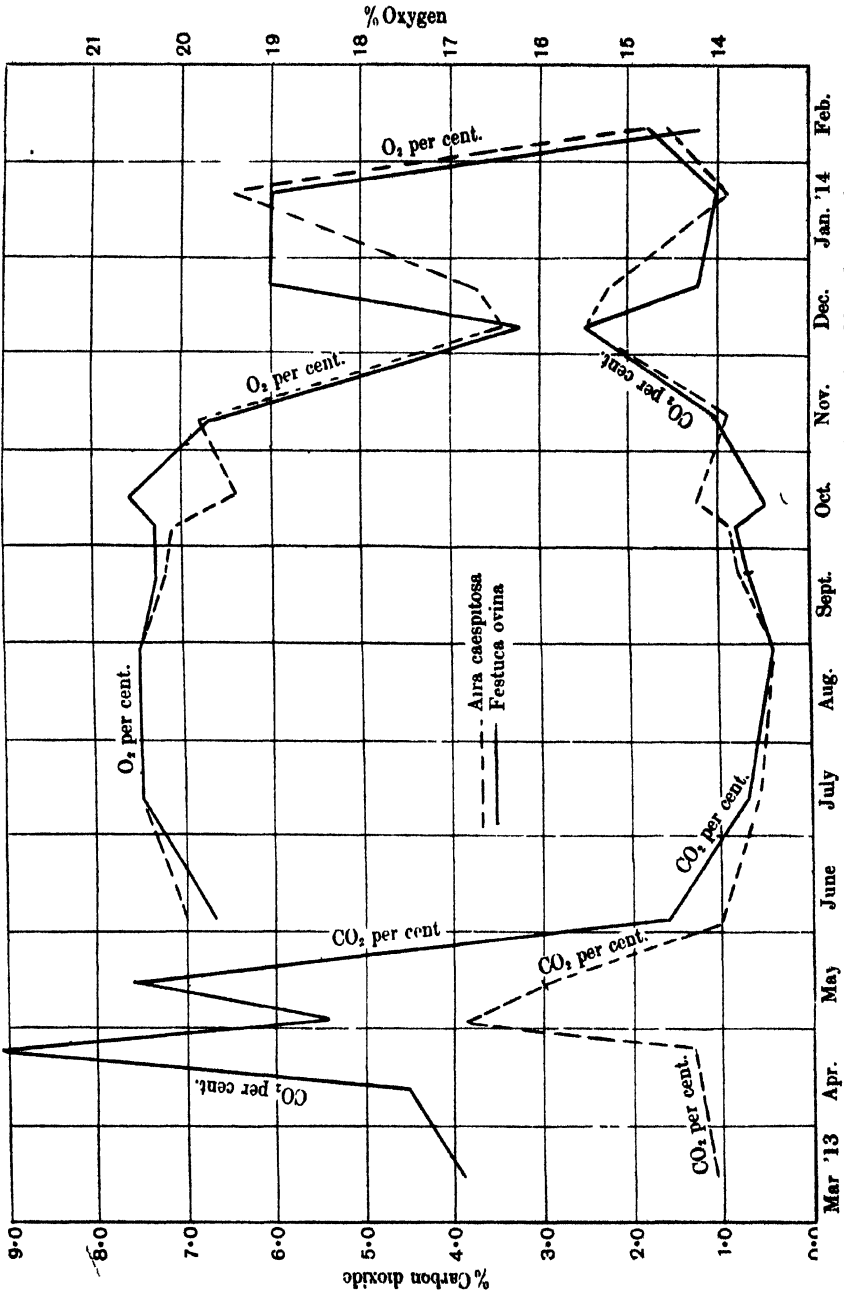 % Oxygen
21
20
19
18
17
16
15
14
O₂ per cent.
O₂ per cent.
O₂ per cent.
Aira caespitosa
Festuca ovina
CO₂ per cent
CO₂ per cent.
CO₂ per cent.
CO₂ per cent.
CO₂ per cent.
CO₂ per cent.
9·0
8·0
7·0
6·0
5·0
4·0
3·0
2·0
1·0
0·0
% Carbon dioxide
Mar '13 Apr. May June July Aug. Sept. Oct. Nov. Dec. Jan. '14 Feb.